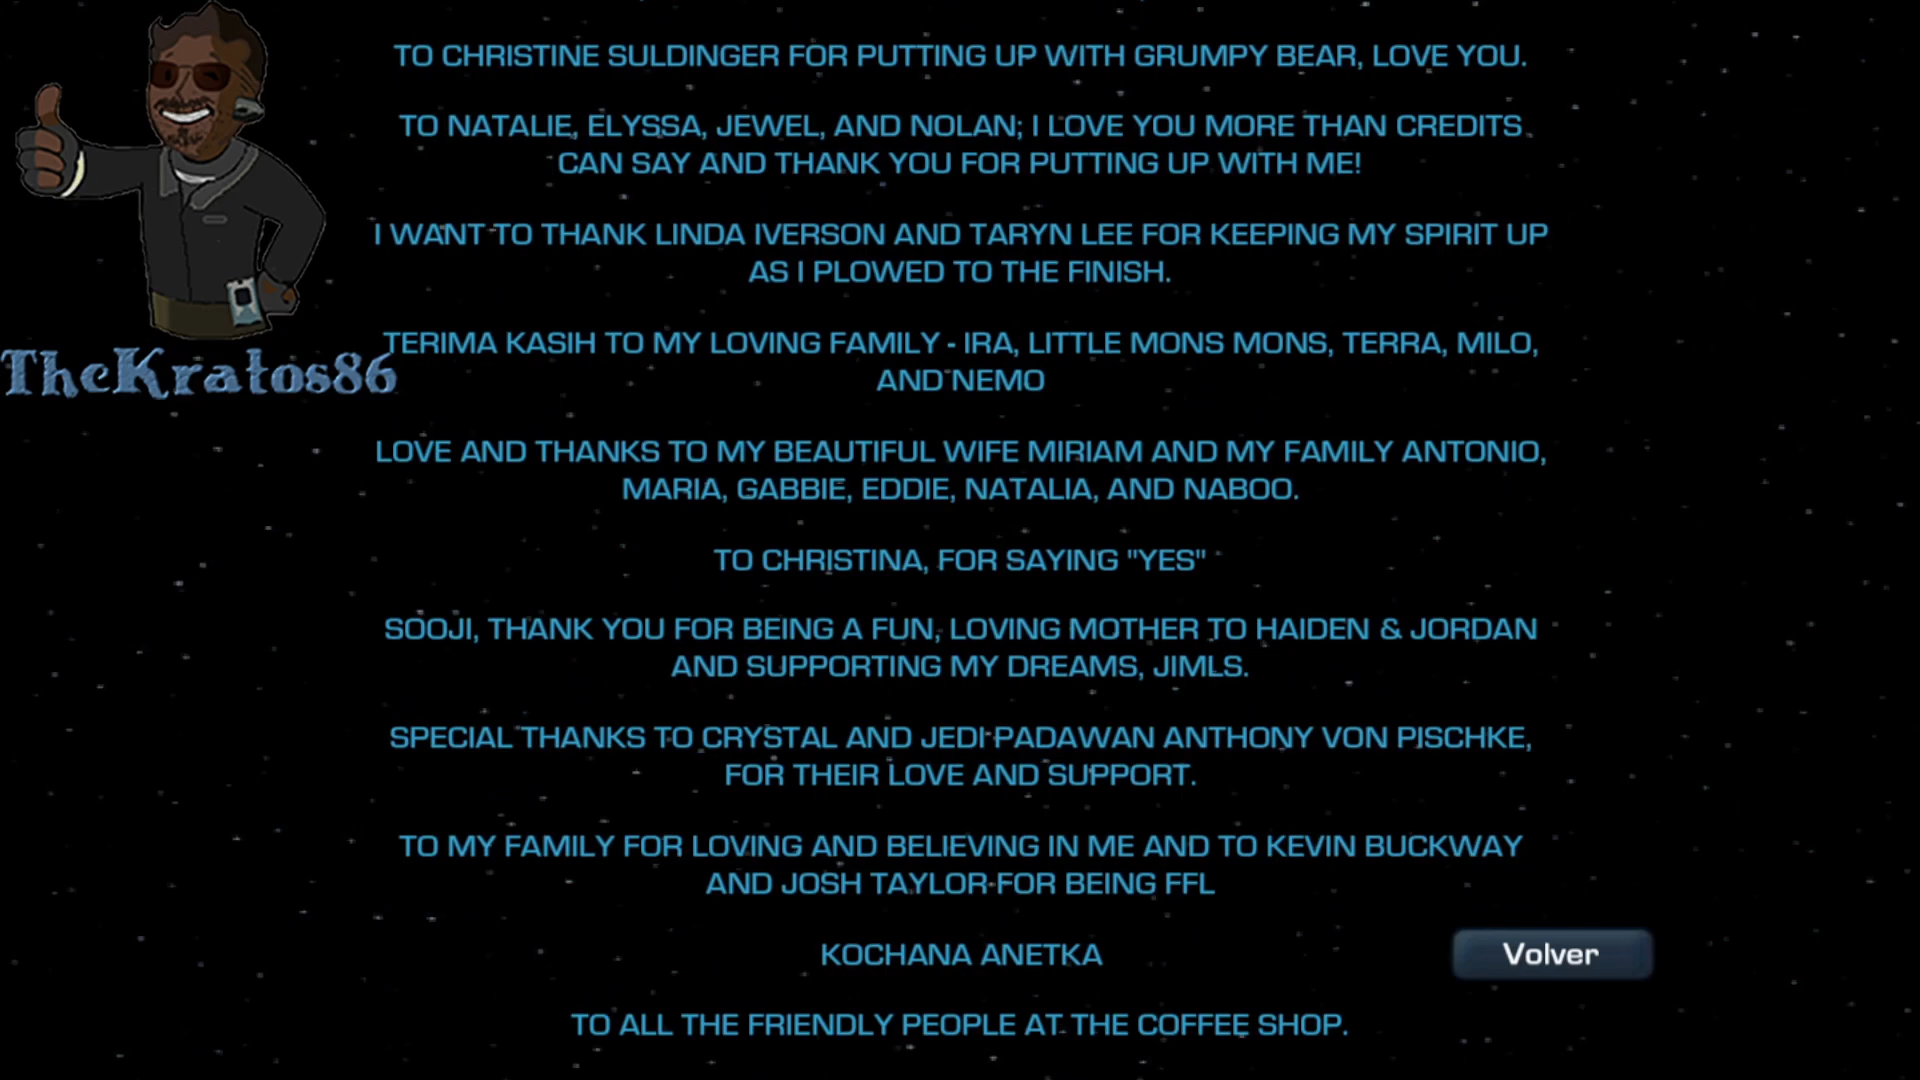 TO CHRISTINE SULDINGER FOR PUTTING UP WITH GRUMPY BEAR, LOVE YOU.
TO NATALIE, ELYSSA, JEWEL, AND NOLAN; I LOVE YOU MORE THAN CREDITS
CAN SAY AND THANK YOU FOR PUTTING UP WITH ME!
I WANT TO THANK LINDA IVERSON AND TARYN LEE FOR KEEPING MY SPIRIT UP
AS I PLOWED TO THE FINISH.
TERIMA KASIH TO MY LOVING FAMILY - IRA, LITTLE MONS MONS, TERRA, MILO,
AND NEMO
TheKratos86
LOVE AND THANKS TO MY BEAUTIFUL WIFE MIRIAM AND MY FAMILY ANTONIO,
MARIA, GABBIE, EDDIE, NATALIA, AND NABOO.
TO CHRISTINA, FOR SAYING "YES"
SOOJI, THANK YOU FOR BEING A FUN, LOVING MOTHER TO HAIDEN & JORDAN
AND SUPPORTING MY DREAMS, JIMLS.
SPECIAL THANKS TO CRYSTAL AND JEDI PADAWAN ANTHONY VON PISCHKE,
FOR THEIR LOVE AND SUPPORT.
TO MY FAMILY FOR LOVING AND BELIEVING IN ME AND TO KEVIN BUCKWAY
AND JOSH TAYLOR FOR BEING FFL
KOCHANA ANETKA
Volver
TO ALL THE FRIENDLY PEOPLE AT THE COFFEE SHOP.